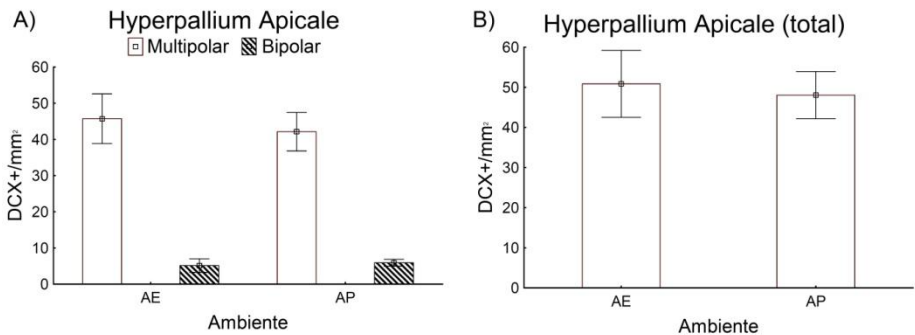 A)
Hyperpallium Apicale
Multipolar Bipolar
60
50
40
30
20
10
0
DCX+/mm²
AE AP
Ambiente
B)
Hyperpallium Apicale (total)
60
50
40
30
20
10
0
DCX+/mm²
AE AP
Ambiente